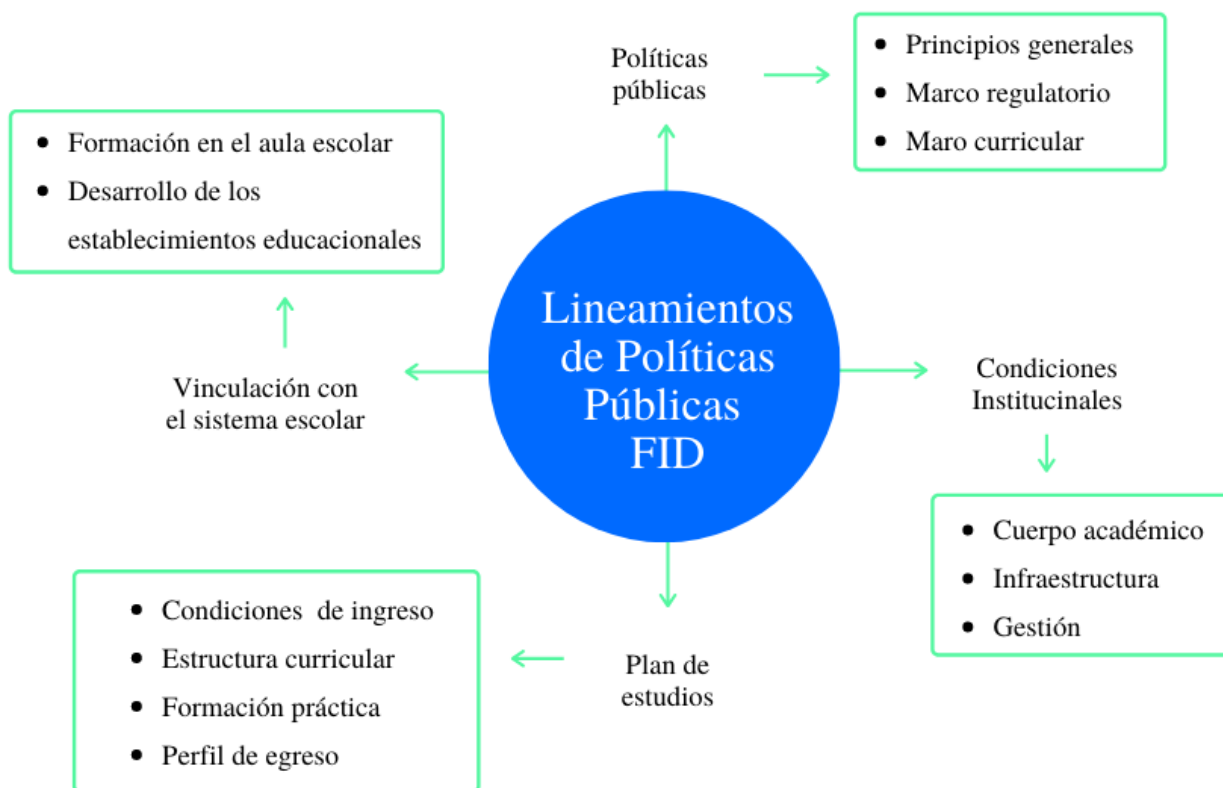 Políticas
públicas
• Principios generales
• Marco regulatorio
• Maro curricular
• Formación en el aula escolar
• Desarrollo de los
establecimientos educacionales
Lineamientos
de Políticas
Públicas
FID
Vinculación con
el sistema escolar
Condiciones
Institucinales
• Cuerpo académico
• Infraestructura
• Gestión
Plan de
estudios
• Condiciones de ingreso
• Estructura curricular
• Formación práctica
• Perfil de egreso